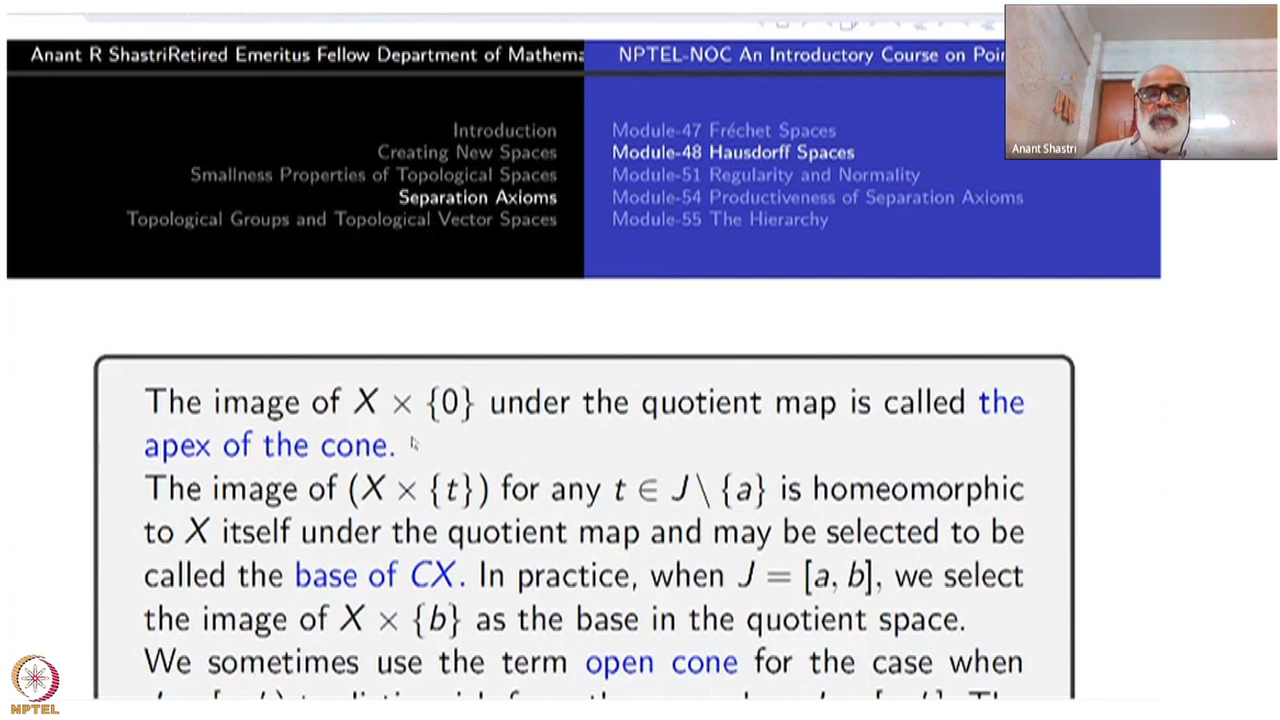 Anant R ShastriRetired Emeritus Fellow Department of Mathema
NPTEL-NOC An Introductory Course on Poin
Introduction
Creating New Spaces
Smallness Properties of Topological Spaces
Separation Axioms
Topological Groups and Topological Vector Spaces
Module-47 Fréchet Spaces
Module-48 Hausdorff Spaces
Module-51 Regularity and Normality
Module-54 Productiveness of Separation Axioms
Module-55 The Hierarchy
Anant Shastri
The image of X × {0} under the quotient map is called the
apex of the cone.
The image of (X × {t}) for any t ∈ J \ {a} is homeomorphic
to X itself under the quotient map and may be selected to be
called the base of CX. In practice, when J = [a, b], we select
the image of X × {b} as the base in the quotient space.
We sometimes use the term open cone for the case when
NPTEL